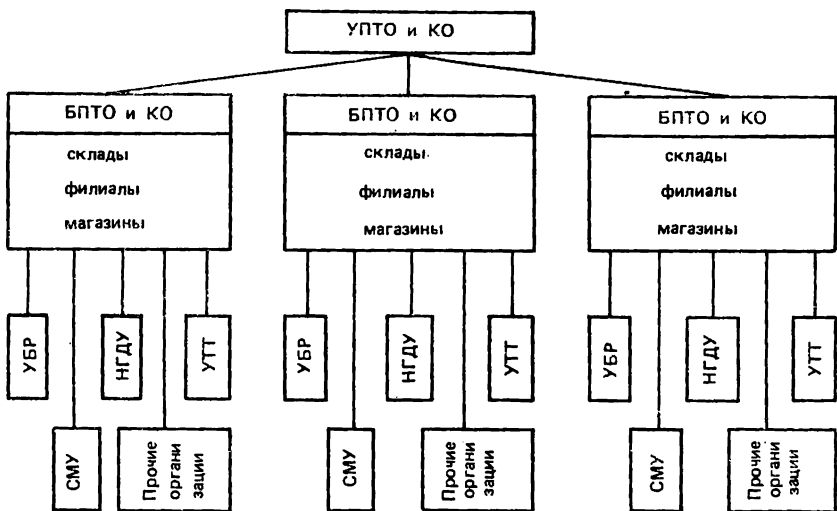 УПТО и КО
БПТО и КО
склады
филиалы
магазины
БПТО и КО
склады
филиалы
магазины
БПТО и КО
склады
филиалы
магазины
УБР
НГДУ
УТТ
УБР
НГДУ
УТТ
УБР
НГДУ
УТТ
СМУ
Прочие
органи
зации
СМУ
Прочие
органи
зации
СМУ
Прочие
органи
зации